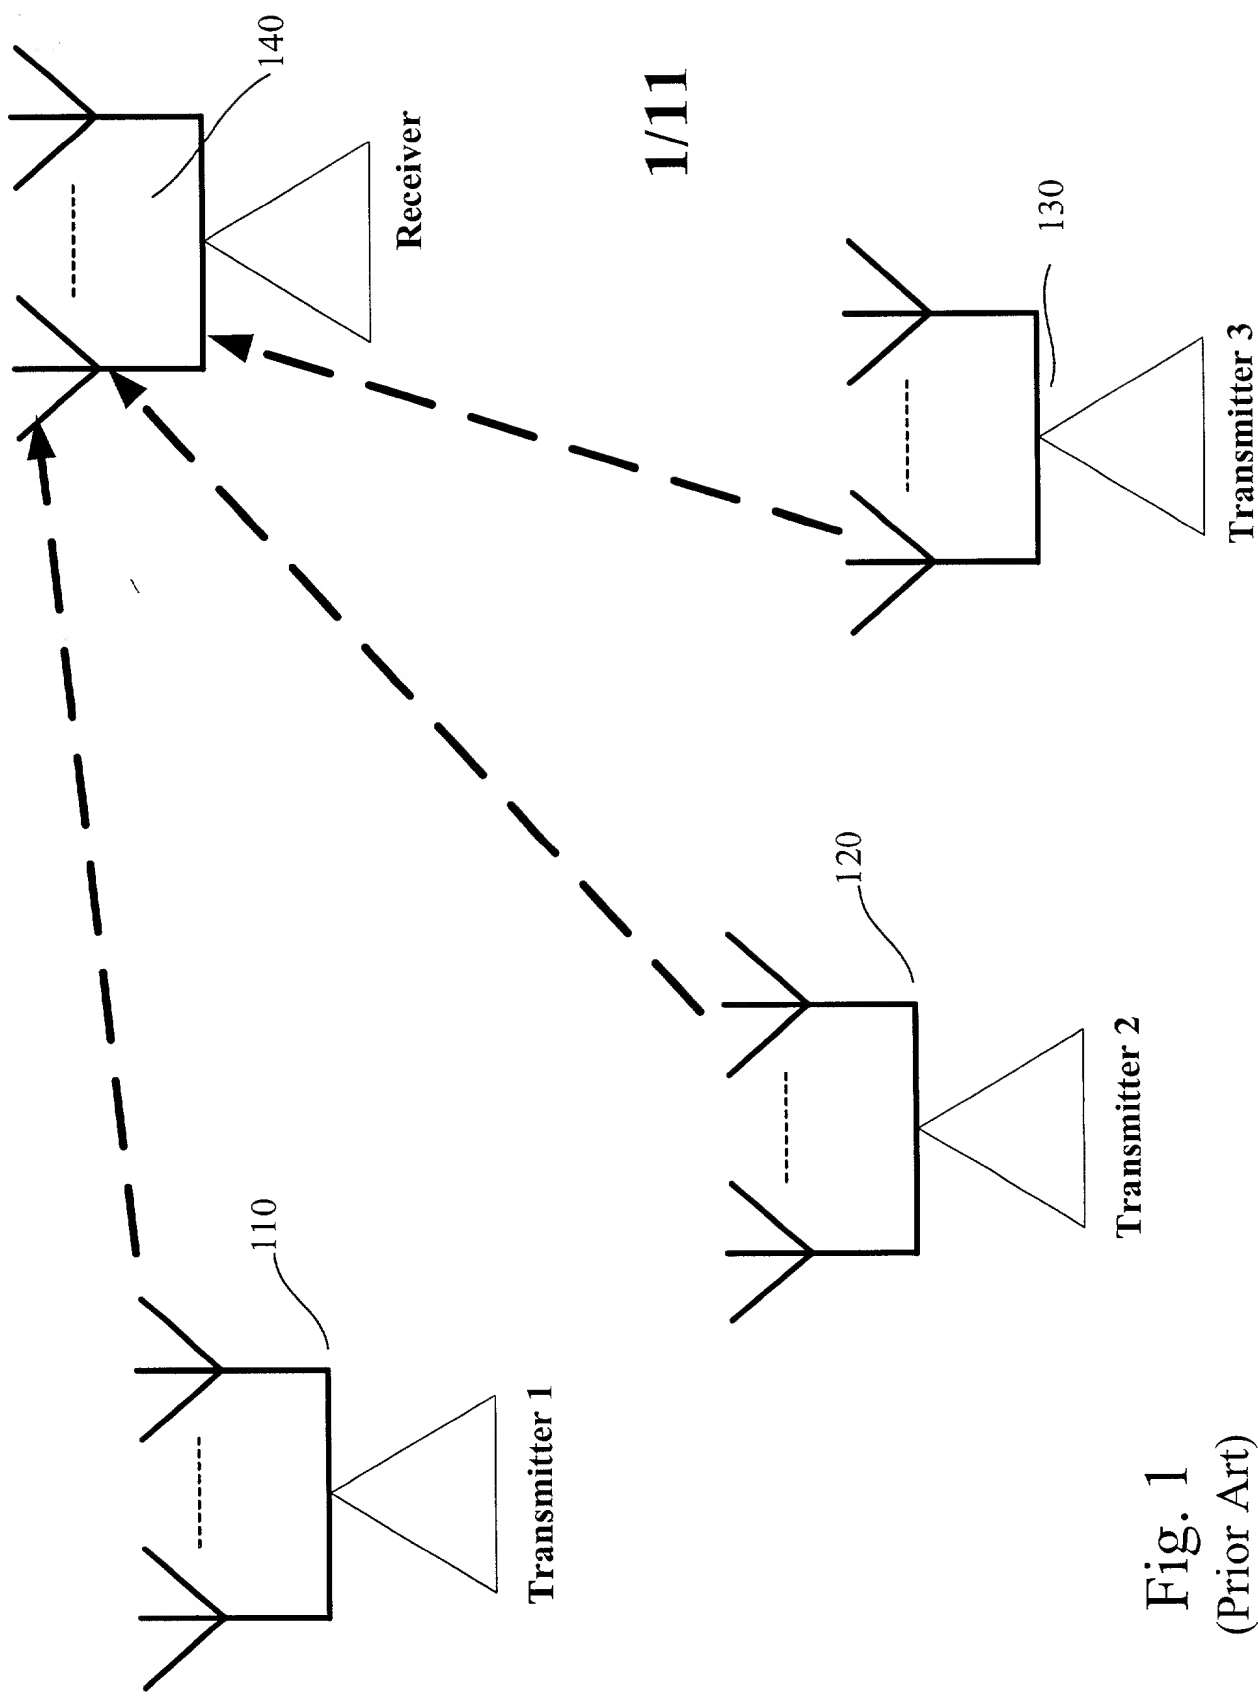 1/11
140
Receiver
110
Transmitter 1
120
Transmitter 2
130
Transmitter 3
Fig. 1
(Prior Art)